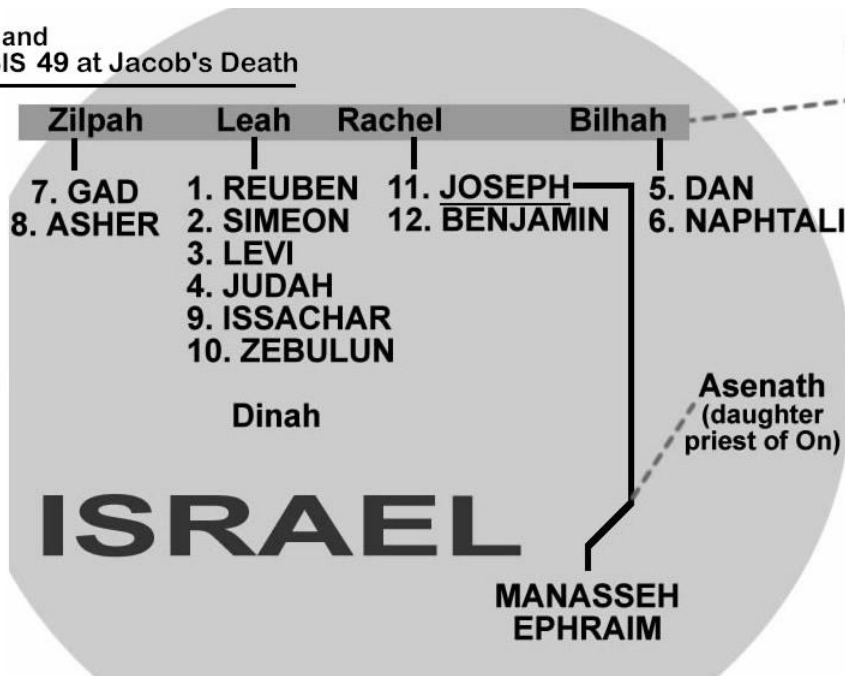 and
SIS 49 at Jacob's Death
Zilpah Leah Rachel Bilhah
7. GAD
8. ASHER
1. REUBEN
2. SIMEON
3. LEVI
4. JUDAH
9. ISSACHAR
10. ZEBULUN
Dinah
11. JOSEPH
12. BENJAMIN
5. DAN
6. NAPHTALI
Asenath
(daughter
priest of On)
ISRAEL
MANASSEH
EPHRAIM